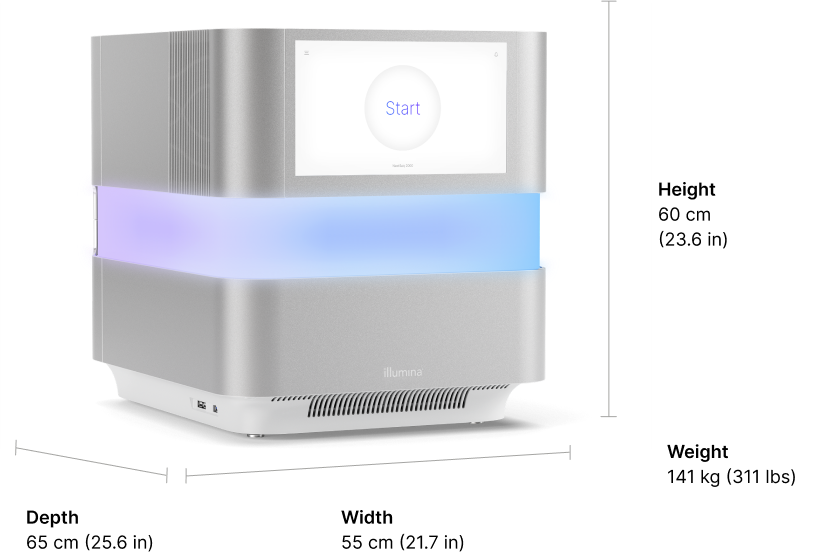 Start
illumina
Height
60 cm
(23.6 in)
Weight
141 kg (311 lbs)
Depth
65 cm (25.6 in)
Width
55 cm (21.7 in)